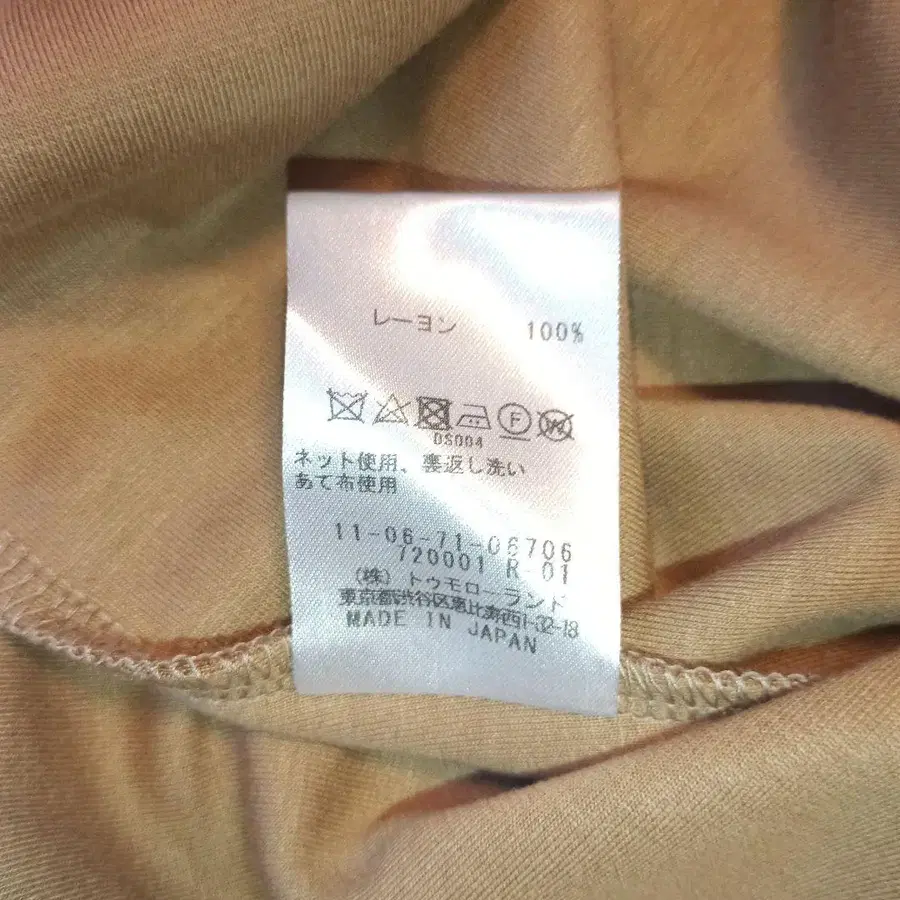 レーヨン 100%
F W
DS004
ネット使用、裏返し洗い
あて布使用
11-06-71-06706
720001 R-01
(株) トゥモローランド
東京都渋谷区恵比寿西1-32-18
MADE IN JAPAN